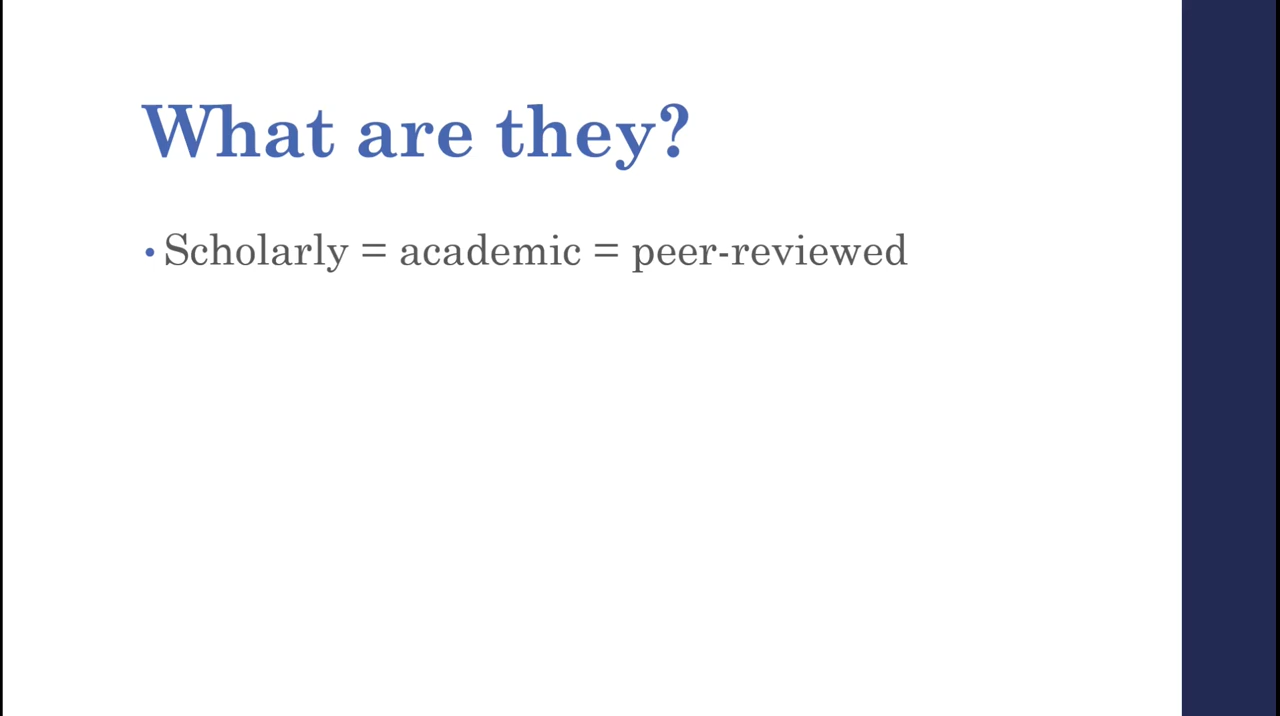 What are they?
• Scholarly = academic = peer-reviewed